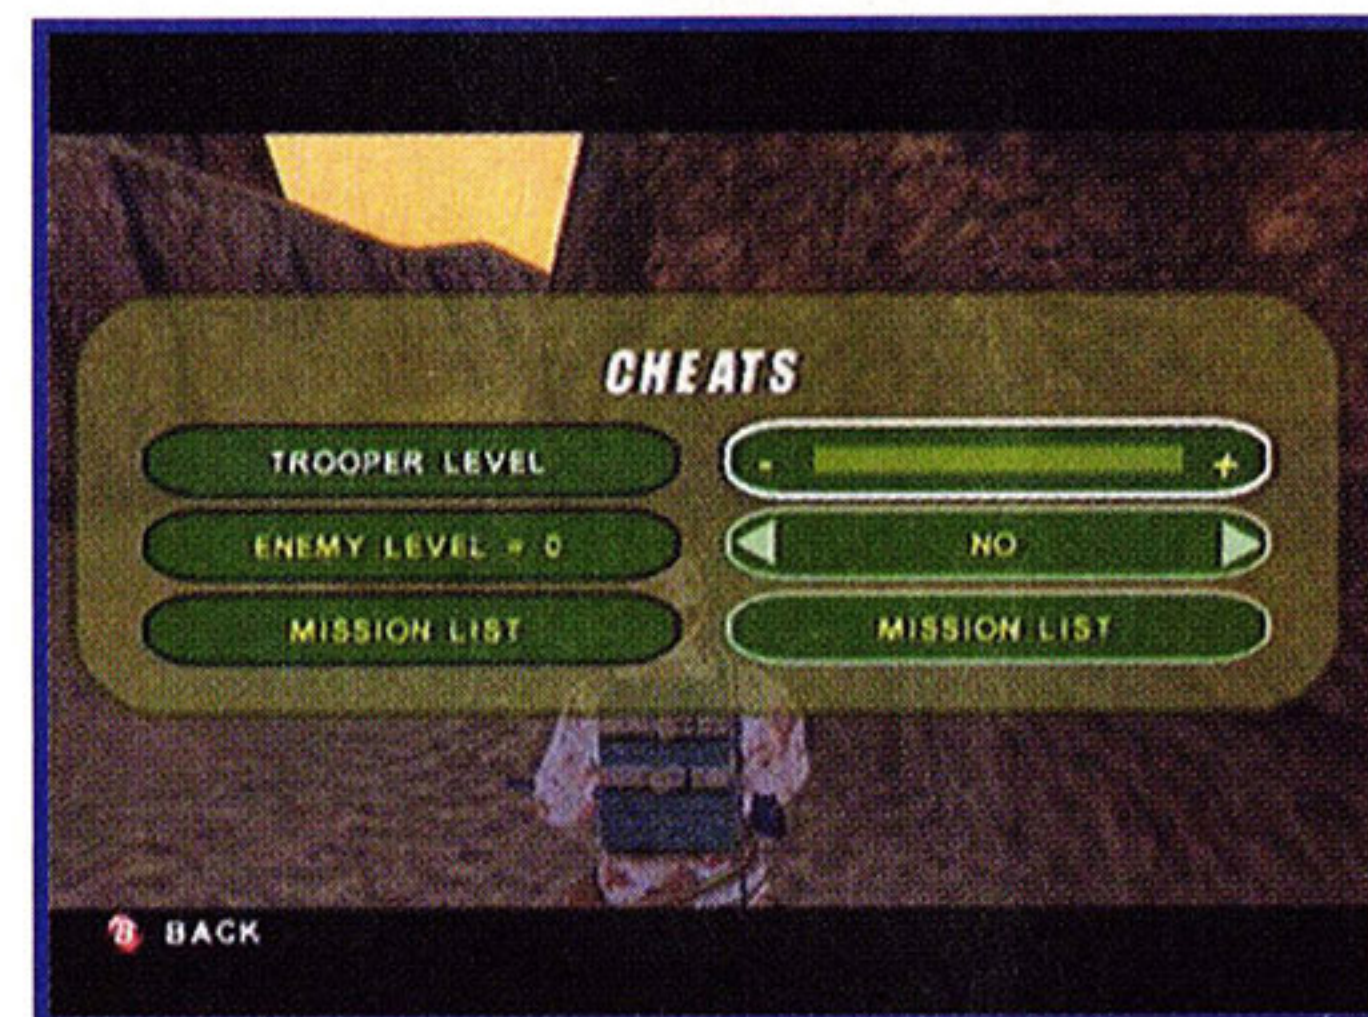 CHEATS
TROOPER LEVEL - +
ENEMY LEVEL = 0 NO
MISSION LIST MISSION LIST
B BACK